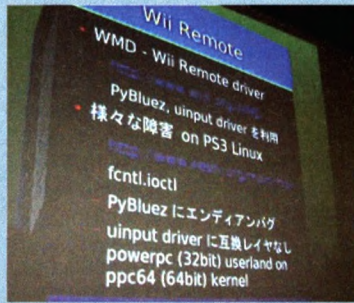 Wii Remote
WMD - Wii Remote driver
PyBluez, uinput driver を利用
様々な障害 on PS3 Linux
fcntl.ioctl
PyBluez にエンディアンバグ
uinput driver に互換レイヤなし
powerpc (32bit) userland on
ppc64 (64bit) kernel